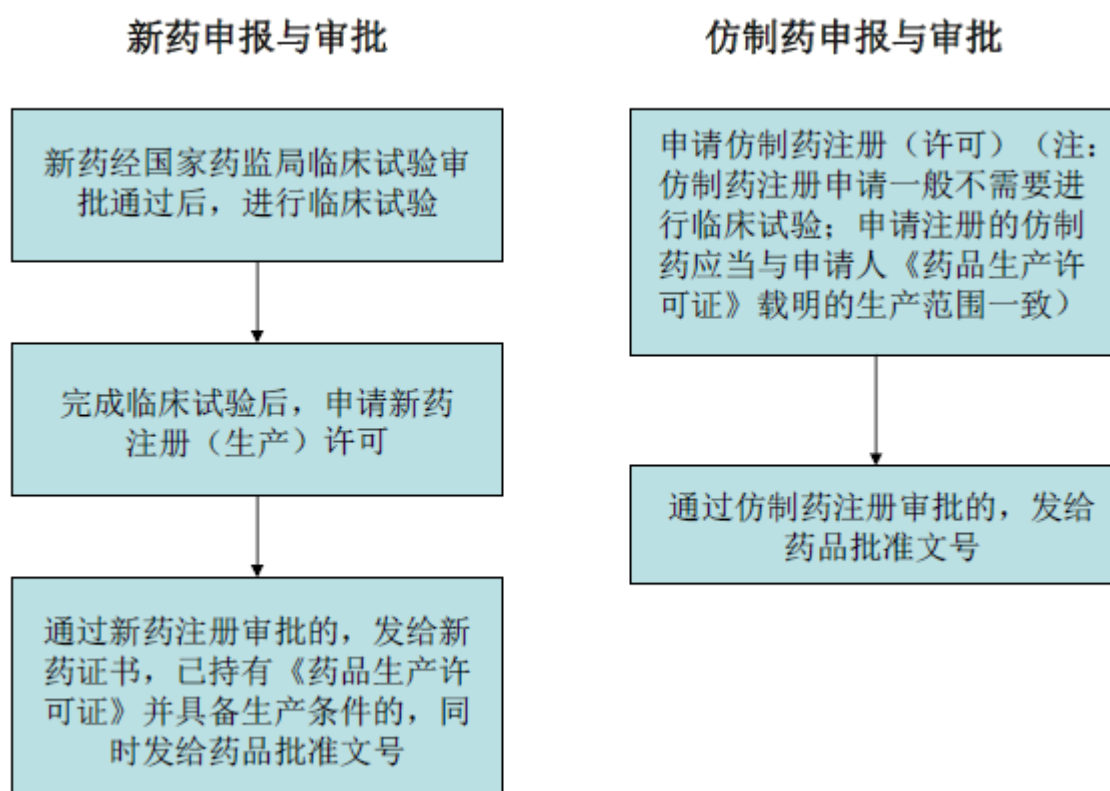 新药申报与审批
新药经国家药监局临床试验审
批通过后，进行临床试验
完成临床试验后，申请新药
注册（生产）许可
通过新药注册审批的，发给新
药证书，已持有《药品生产许
可证》并具备生产条件的，同
时发给药品批准文号
仿制药申报与审批
申请仿制药注册（许可）（注：
仿制药注册申请一般不需要进
行临床试验；申请注册的仿制
药应当与申请人《药品生产许
可证》载明的生产范围一致）
通过仿制药注册审批的，发给
药品批准文号